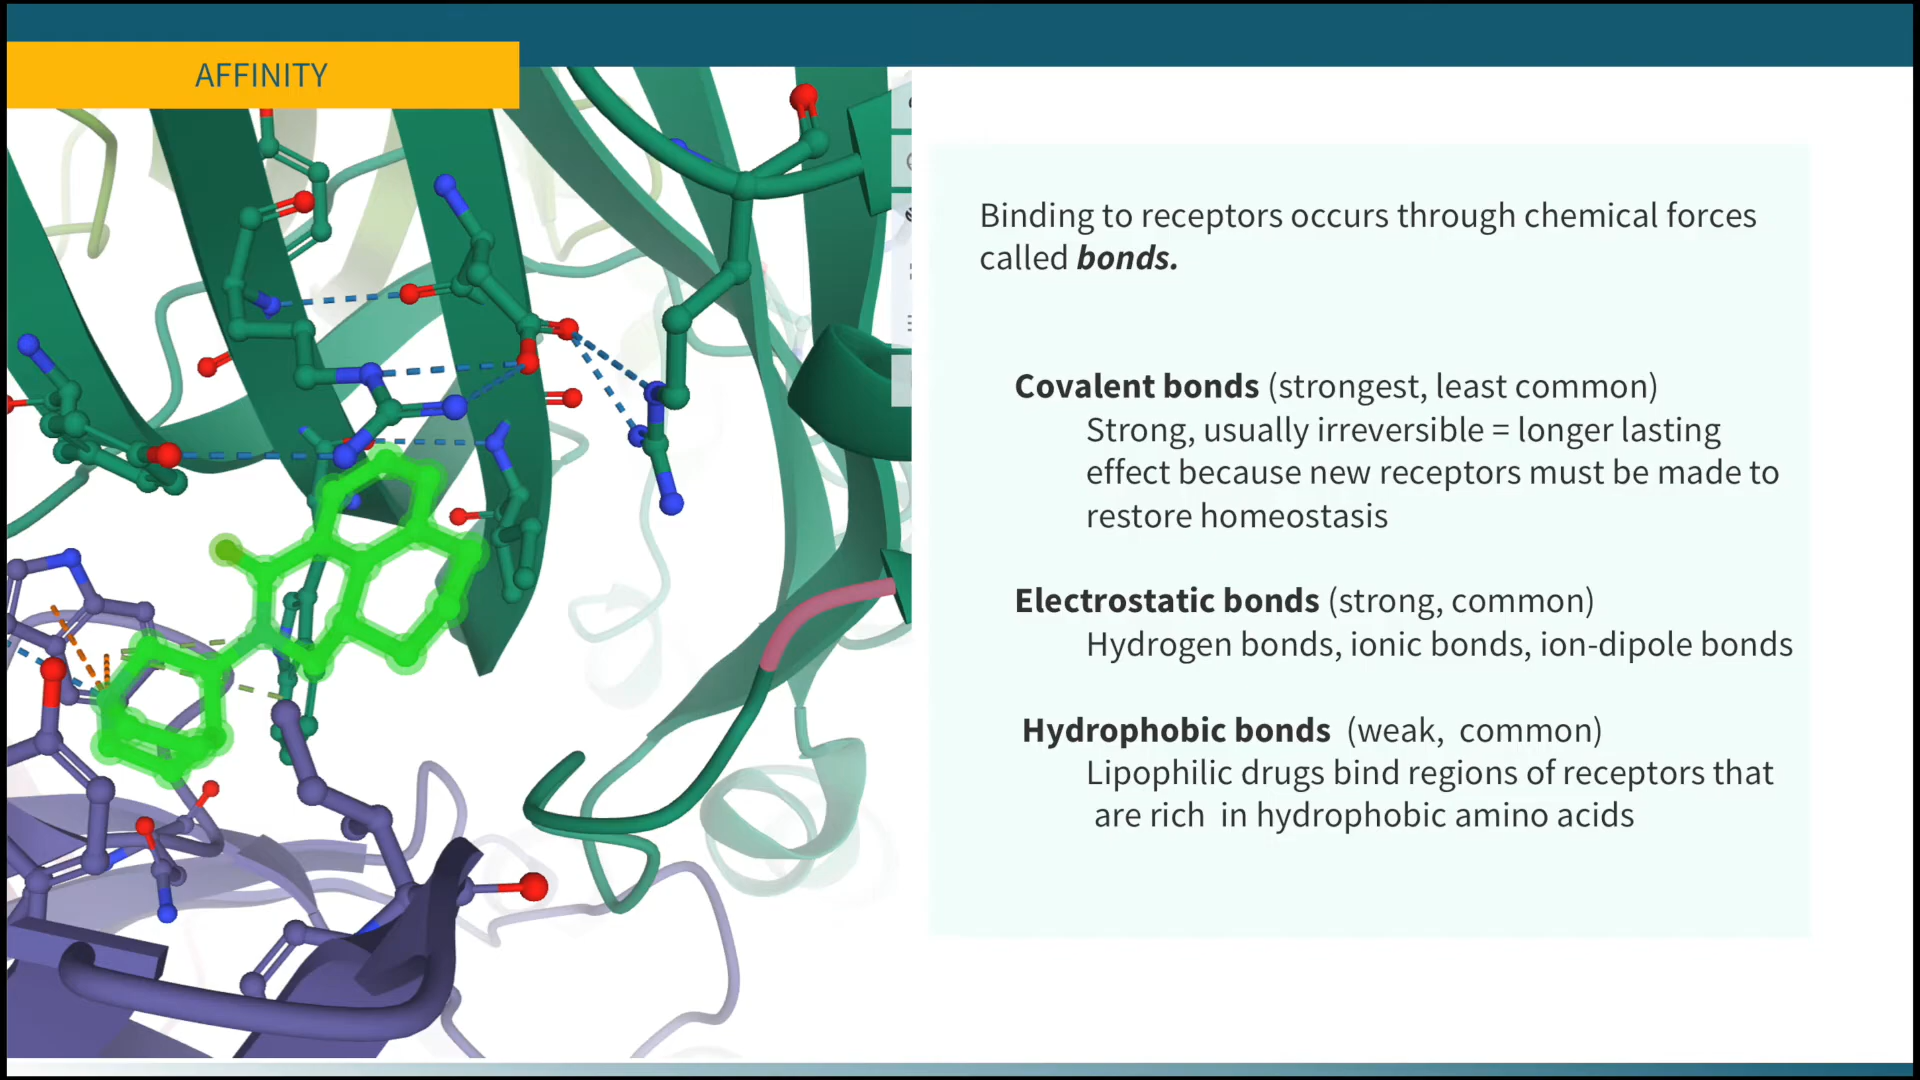 AFFINITY
Binding to receptors occurs through chemical forces
called bonds.
Covalent bonds (strongest, least common)
Strong, usually irreversible = longer lasting
effect because new receptors must be made to
restore homeostasis
Electrostatic bonds (strong, common)
Hydrogen bonds, ionic bonds, ion-dipole bonds
Hydrophobic bonds (weak, common)
Lipophilic drugs bind regions of receptors that
are rich in hydrophobic amino acids